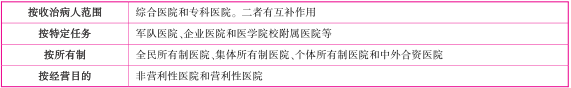 按收治病人范围 综合医院和专科医院。二者有互补作用
按特定任务 军队医院、企业医院和医学院校附属医院等
按所有制 全民所有制医院、集体所有制医院、个体所有制医院和中外合资医院
按经营目的 非营利性医院和营利性医院